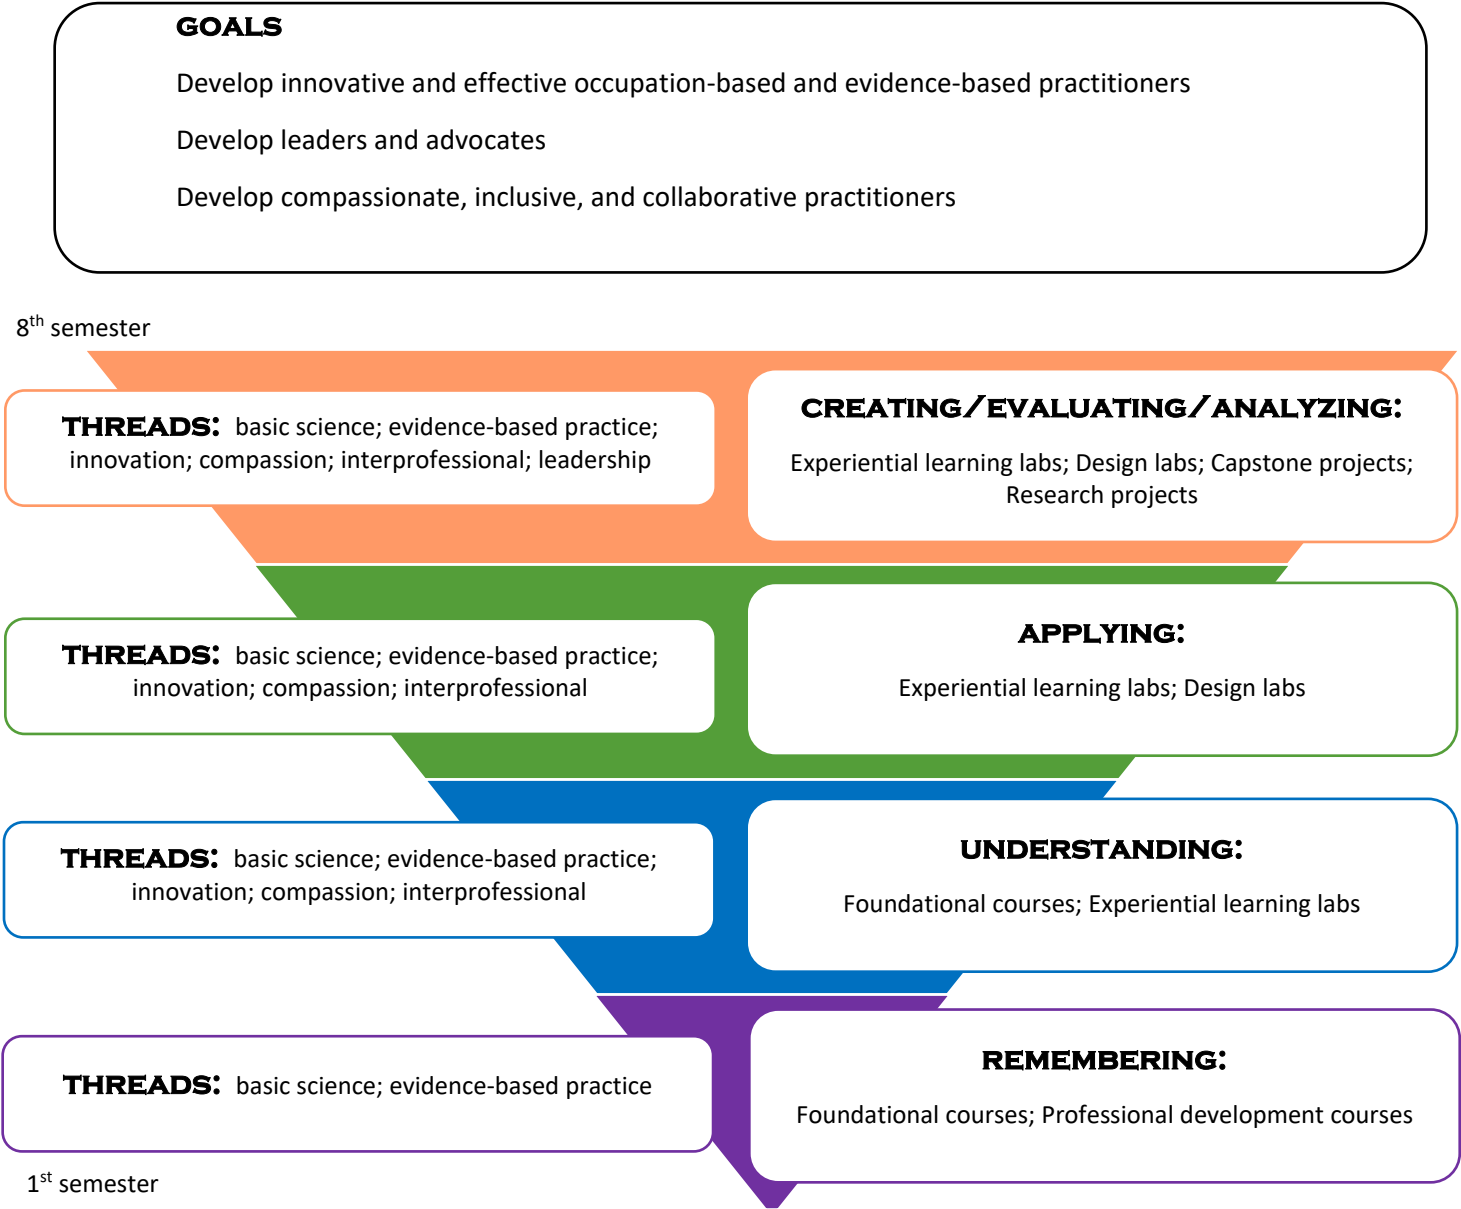 GOALS
Develop innovative and effective occupation-based and evidence-based practitioners
Develop leaders and advocates
Develop compassionate, inclusive, and collaborative practitioners
8th semester
THREADS: basic science; evidence-based practice;
innovation; compassion; interprofessional; leadership
CREATING/EVALUATING/ANALYZING:
Experiential learning labs; Design labs; Capstone projects;
Research projects
THREADS: basic science; evidence-based practice;
innovation; compassion; interprofessional
APPLYING:
Experiential learning labs; Design labs
THREADS: basic science; evidence-based practice;
innovation; compassion; interprofessional
UNDERSTANDING:
Foundational courses; Experiential learning labs
THREADS: basic science; evidence-based practice
REMEMBERING:
Foundational courses; Professional development courses
1st semester